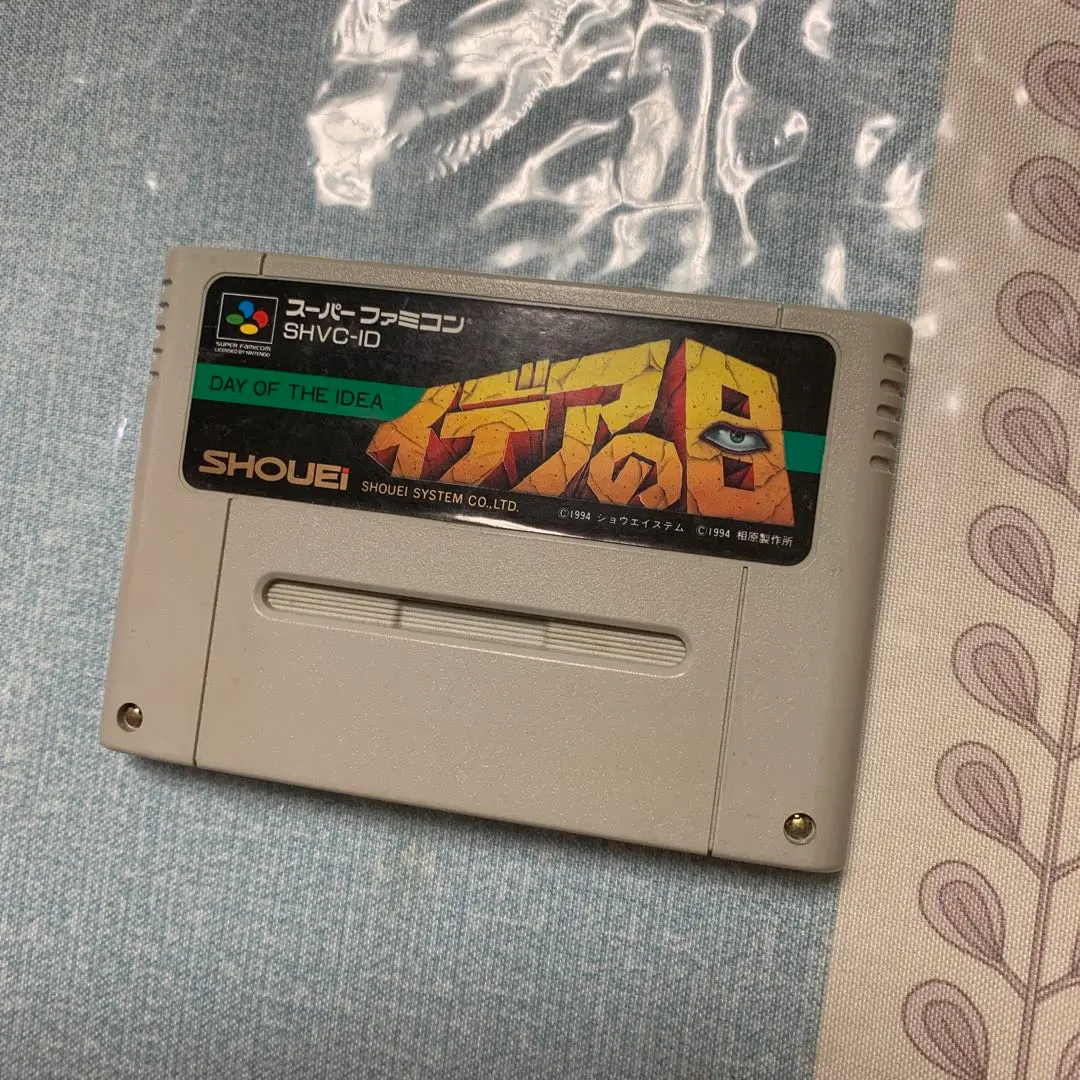 スーパーファミコン
SHVC-ID
SUPER FAMICOM
LICENSED BY NINTENDO
DAY OF THE IDEA
イデアの日
SHOUEi
SHOUEI SYSTEM CO.,LTD.
©1994 ショウエイステム ©1994 相原製作所